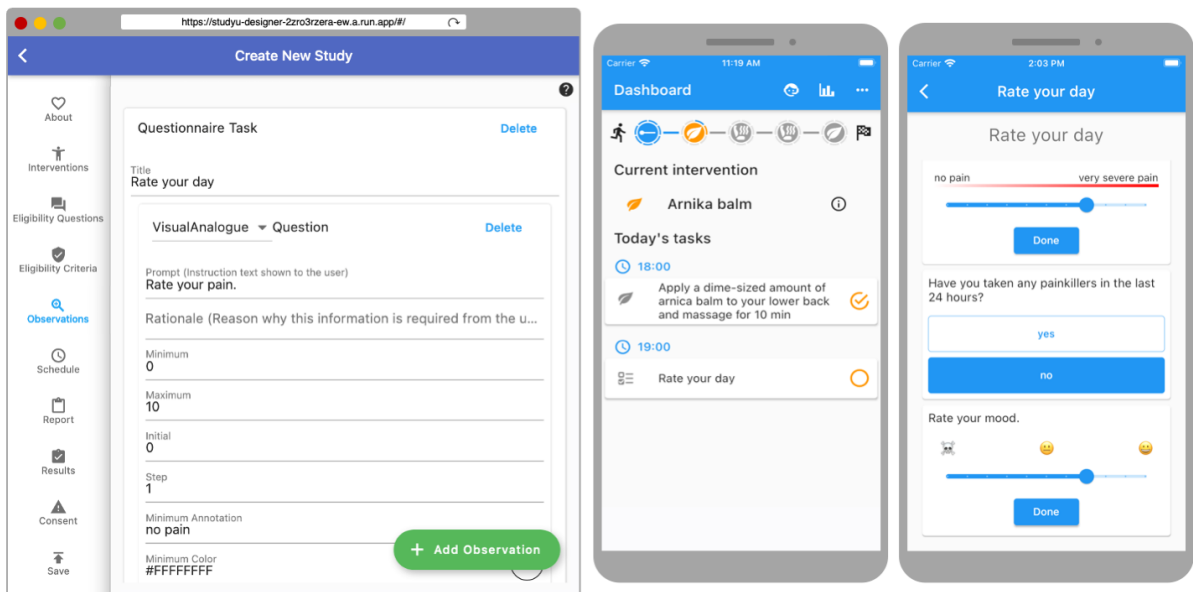 https://studyu-designer-2zro3rzera-ew.a.run.app/#/
Create New Study
About
Interventions
Eligibility Questions
Eligibility Criteria
Observations
Schedule
Report
Results
Consent
Save
?
Questionnaire Task
Delete
Title
Rate your day
VisualAnalogue Question
Delete
Prompt (Instruction text shown to the user)
Rate your pain.
Rationale (Reason why this information is required from the u...
Minimum
0
Maximum
10
Initial
0
Step
1
Minimum Annotation
no pain
Minimum Color
#FFFFFFFF
+ Add Observation
Carrier 11:19 AM
Dashboard
Current intervention
Arnika balm
Today's tasks
18:00
Apply a dime-sized amount of
arnica balm to your lower back
and massage for 10 min
19:00
Rate your day
Carrier 2:03 PM
Rate your day
Rate your day
no pain very severe pain
Done
Have you taken any painkillers in the last
24 hours?
yes
no
Rate your mood.
Done